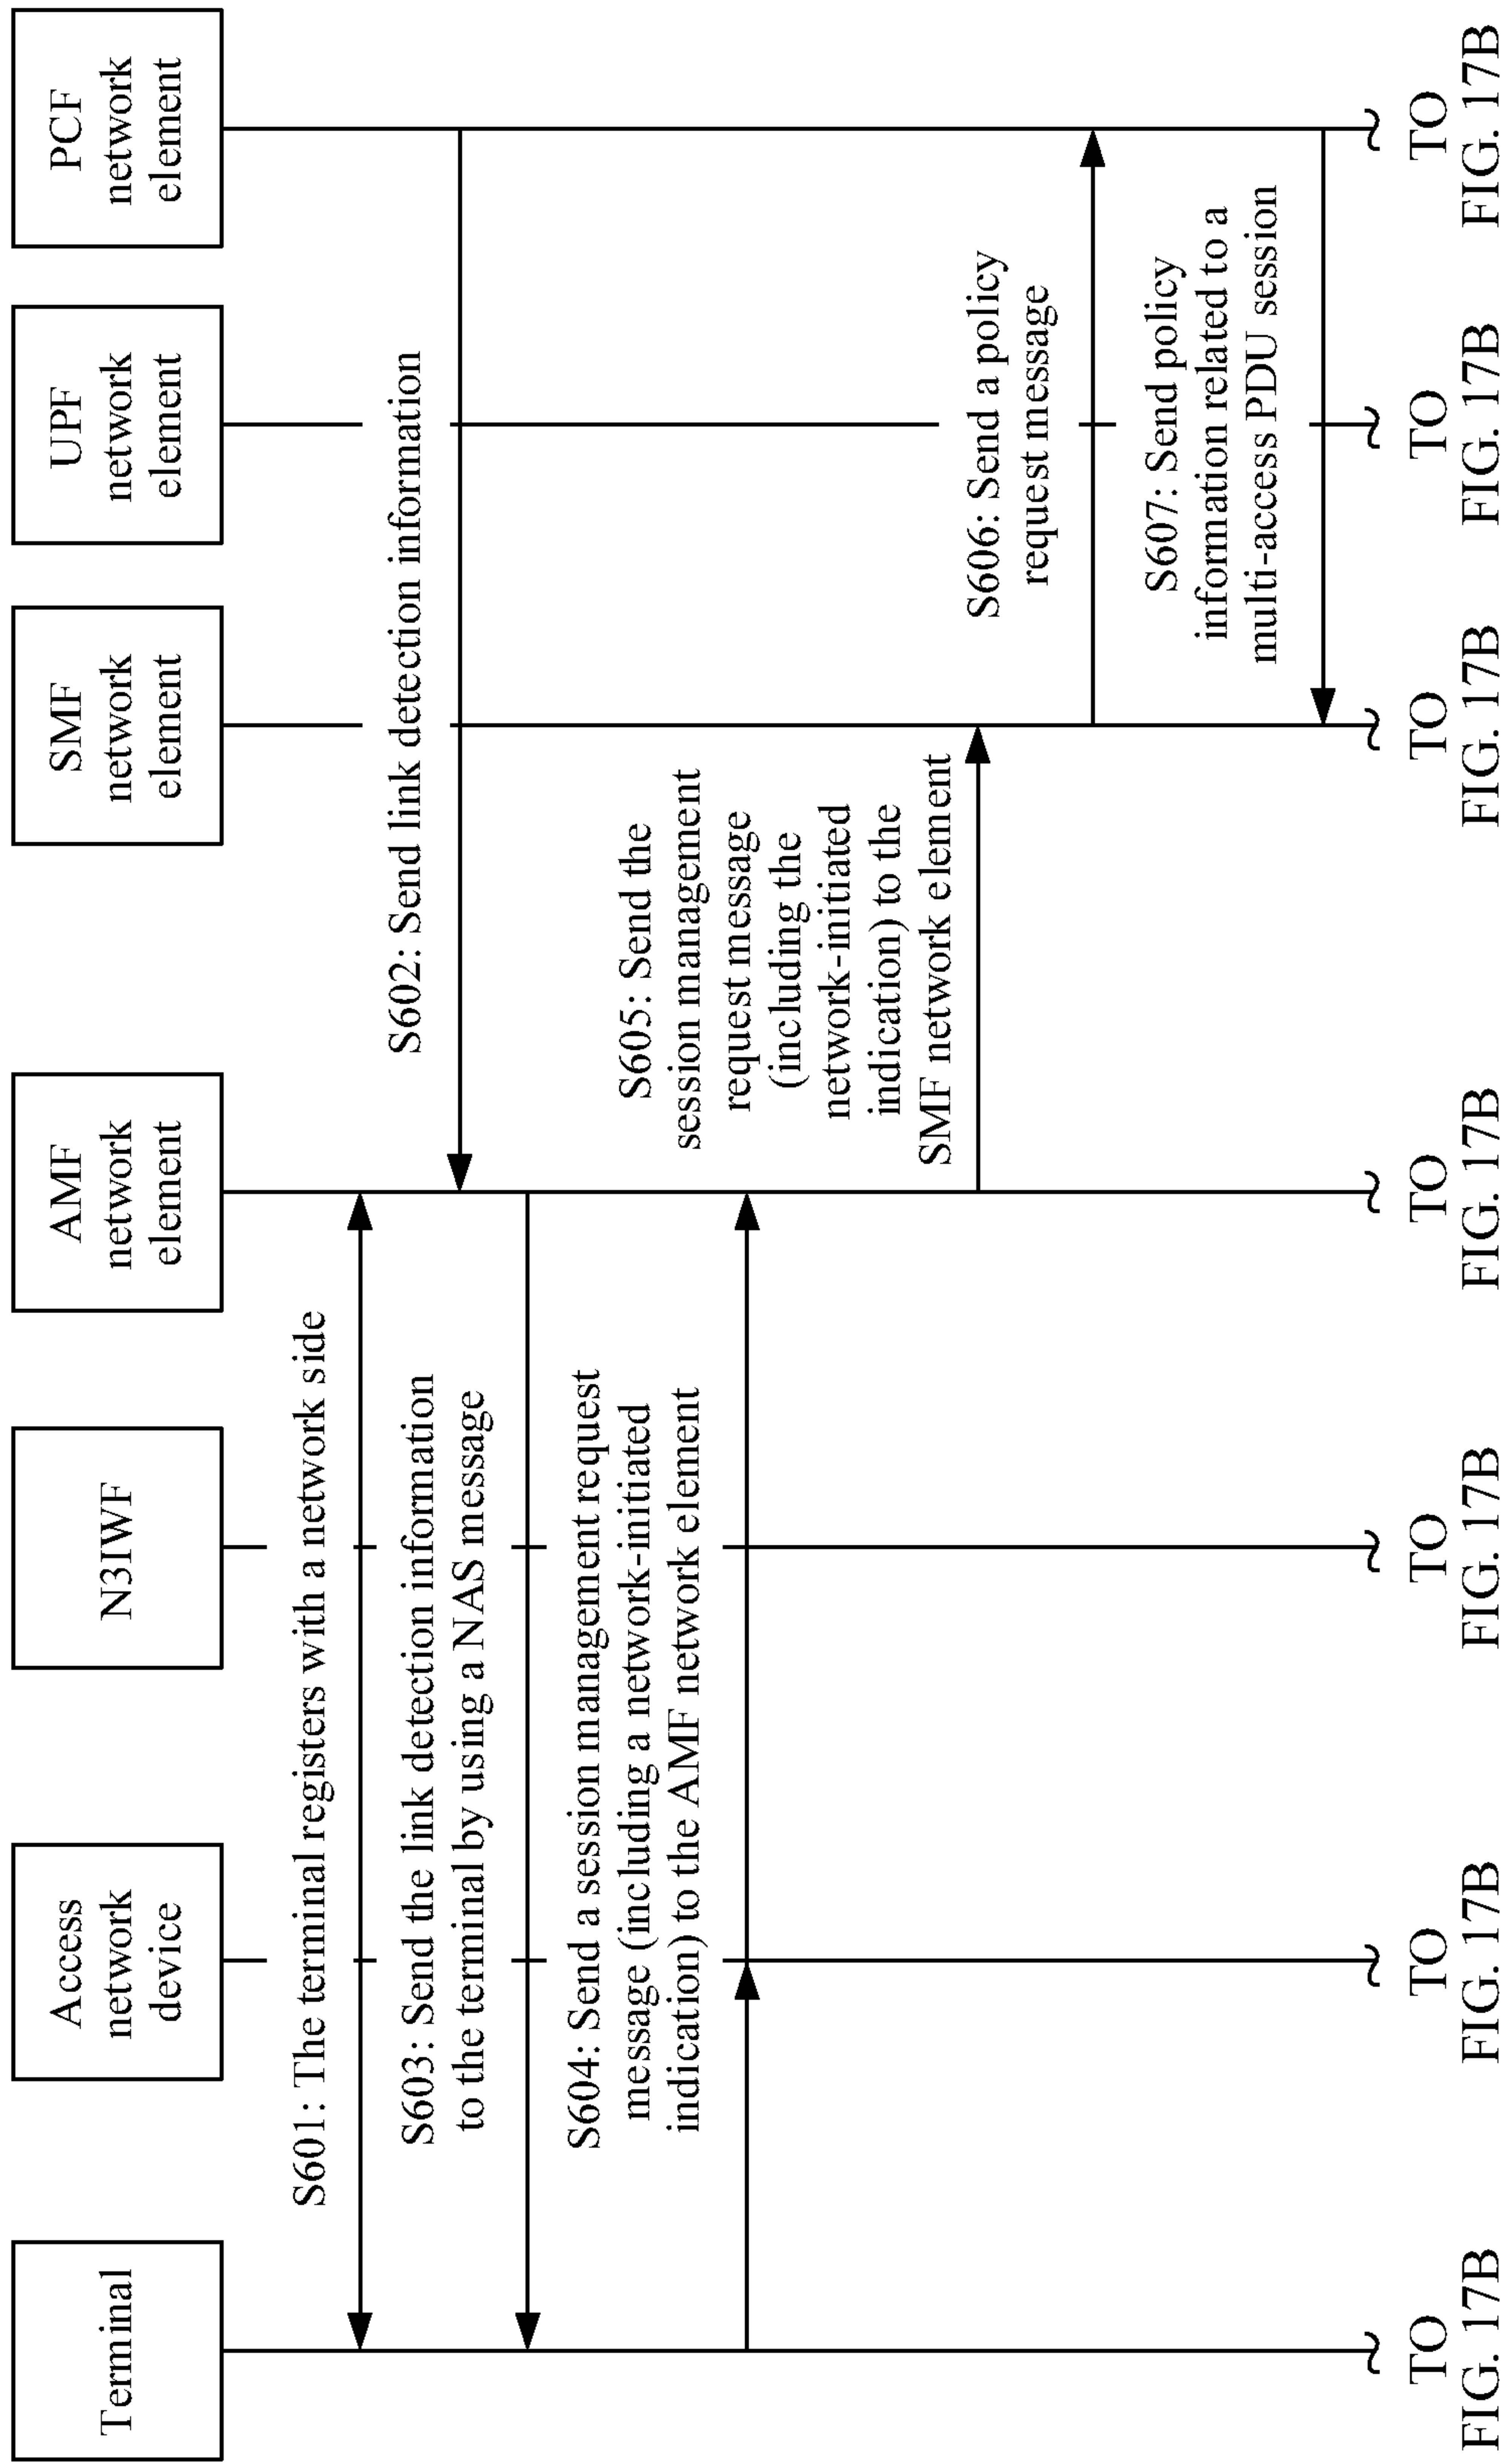 Terminal
Access
network
device
N3IWF
AMF
network
element
SMF
network
element
UPF
network
element
PCF
network
element
S601: The terminal registers with a network side
S602: Send link detection information
S603: Send the link detection information
to the terminal by using a NAS message
S604: Send a session management request
message (including a network-initiated
indication) to the AMF network element
S605: Send the
session management
request message
(including the
network-initiated
indication) to the
SMF network element
S606: Send a policy
request message
S607: Send policy
information related to a
multi-access PDU session
TO
FIG. 17B
TO
FIG. 17B
TO
FIG. 17B
TO
FIG. 17B
TO
FIG. 17B
TO
FIG. 17B
TO
FIG. 17B